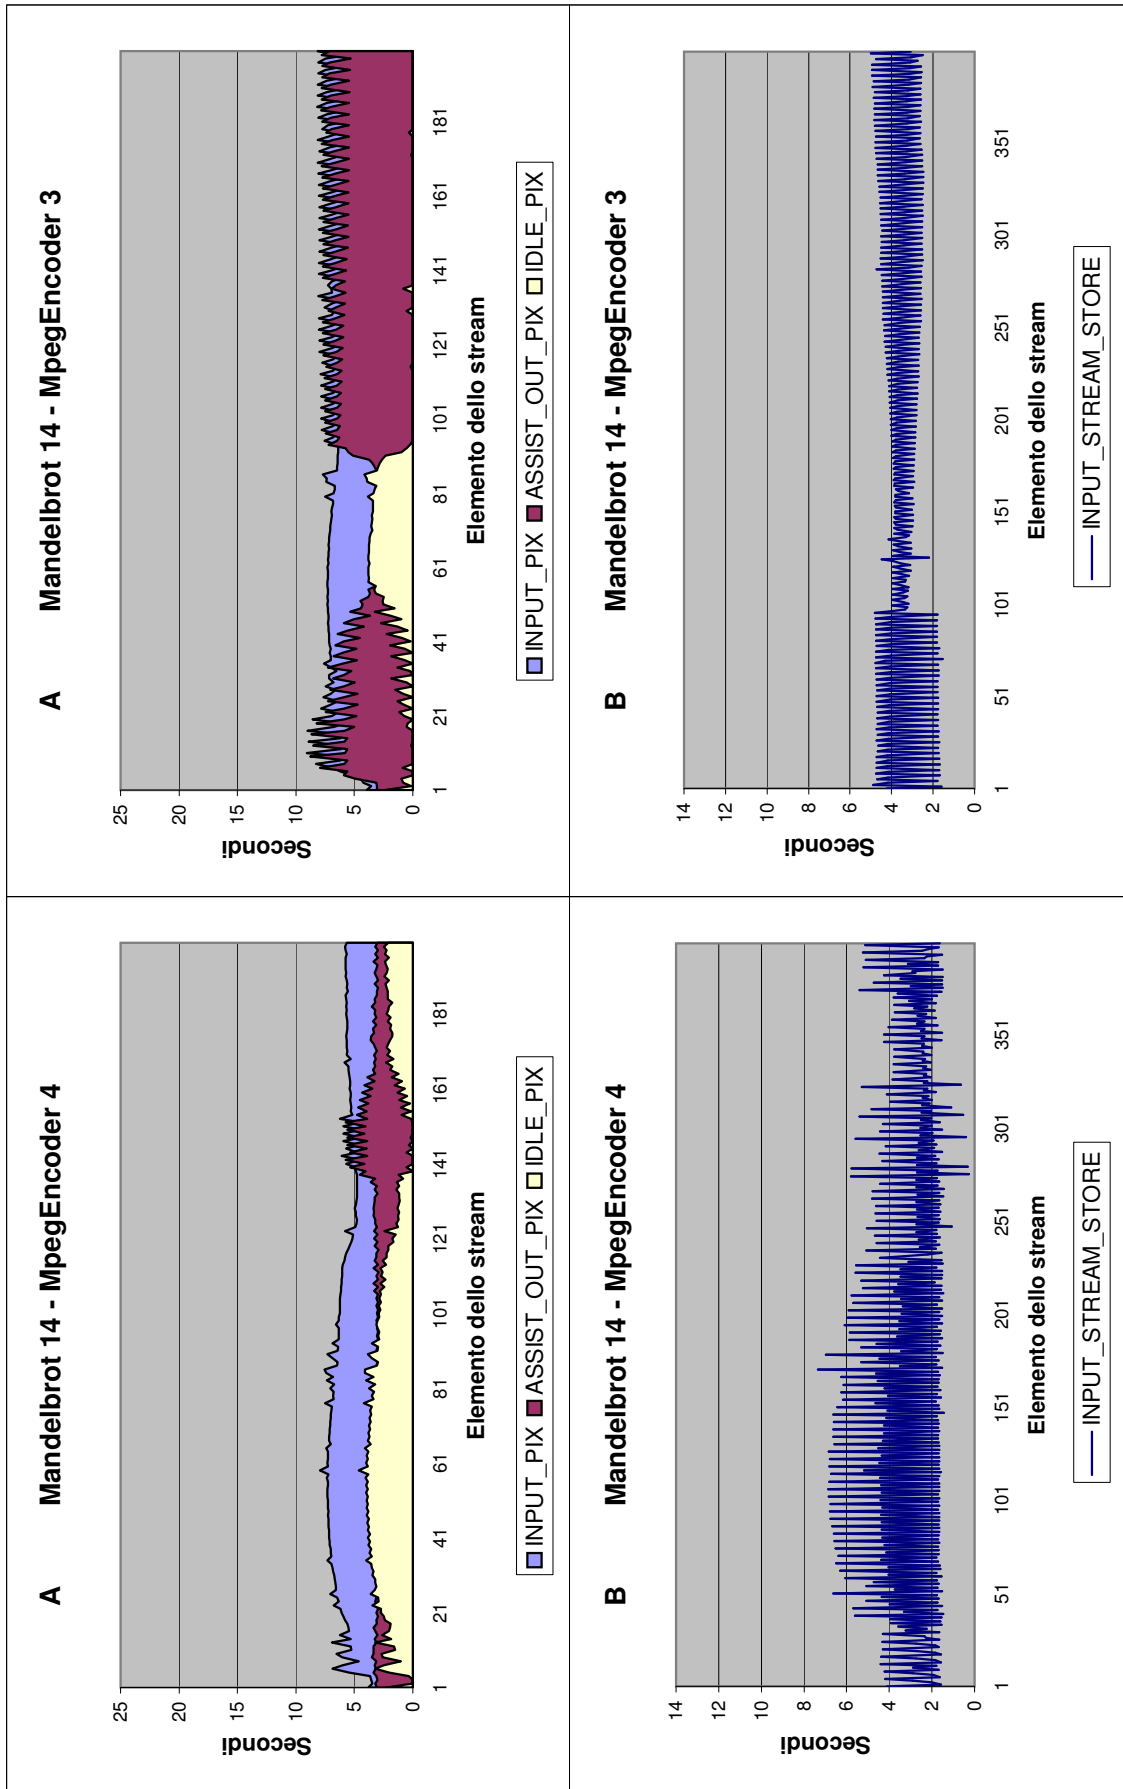 A Mandelbrot 14 - MpegEncoder 4
25
20
15
10
5
0
Secondi
1 21 41 61 81 101 121 141 161 181
Elemento dello stream
INPUT_PIX ASSIST_OUT_PIX IDLE_PIX
A Mandelbrot 14 - MpegEncoder 3
25
20
15
10
5
0
Secondi
1 21 41 61 81 101 121 141 161 181
Elemento dello stream
INPUT_PIX ASSIST_OUT_PIX IDLE_PIX
B Mandelbrot 14 - MpegEncoder 4
14
12
10
8
6
4
2
0
Secondi
1 51 101 151 201 251 301 351
Elemento dello stream
INPUT_STREAM_STORE
B Mandelbrot 14 - MpegEncoder 3
14
12
10
8
6
4
2
0
Secondi
1 51 101 151 201 251 301 351
Elemento dello stream
INPUT_STREAM_STORE